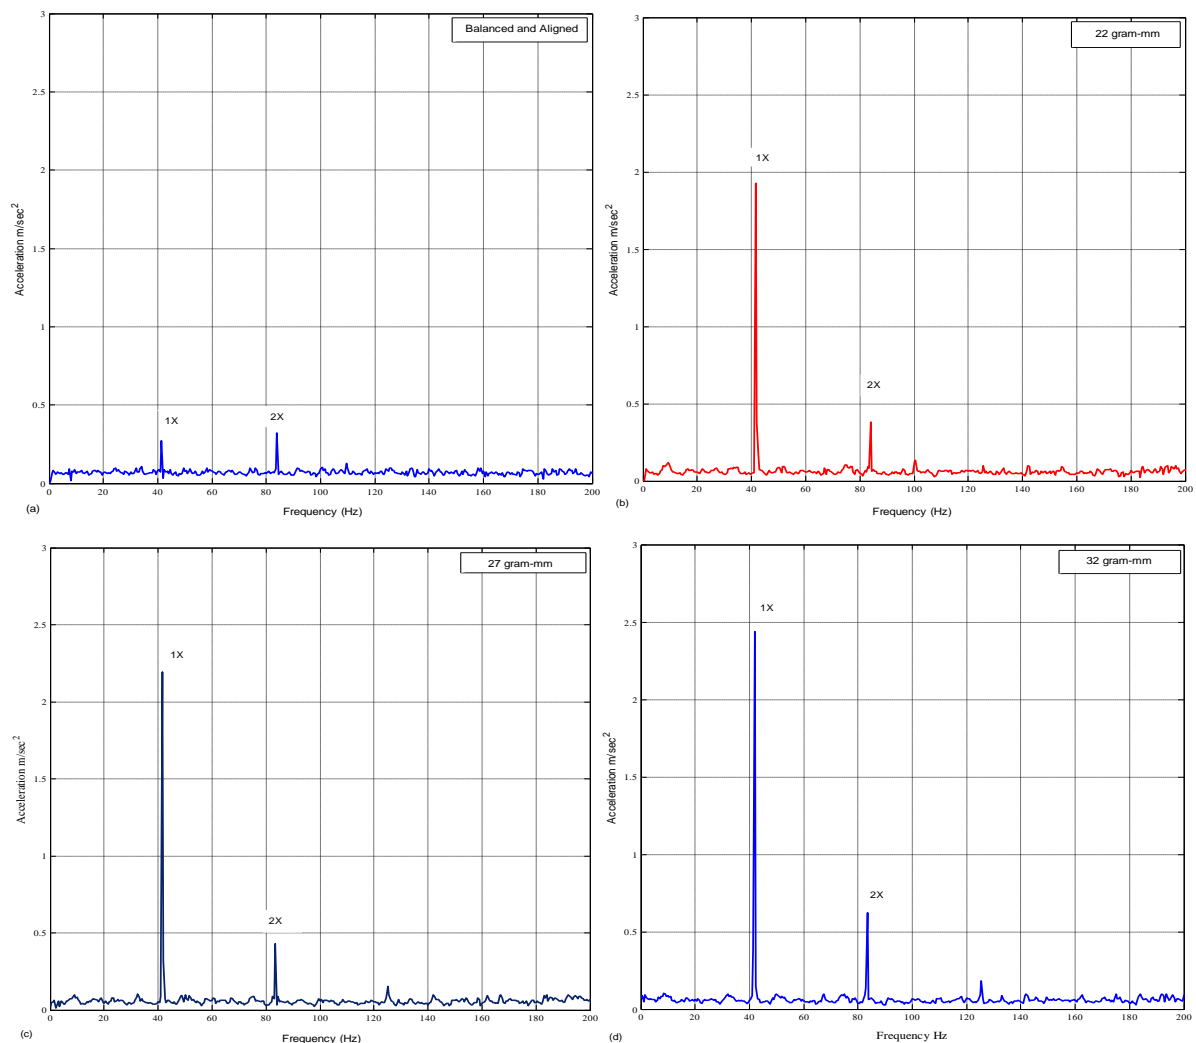 Balanced and Aligned
3
2.5
2
1.5
1
0.5
0
1X
2X
Acceleration m/sec²
0 20 40 60 80 100 120 140 160 180 200
Frequency (Hz)
(a)
22 gram-mm
3
2.5
2
1.5
1
0.5
0
1X
2X
Acceleration m/sec²
0 20 40 60 80 100 120 140 160 180 200
Frequency (Hz)
(b)
27 gram-mm
3
2.5
2
1.5
1
0.5
0
1X
2X
Acceleration m/sec²
0 20 40 60 80 100 120 140 160 180 200
Frequency (Hz)
(c)
32 gram-mm
3
2.5
2
1.5
1
0.5
0
1X
2X
Acceleration m/sec²
0 20 40 60 80 100 120 140 160 180 200
Frequency Hz
(d)